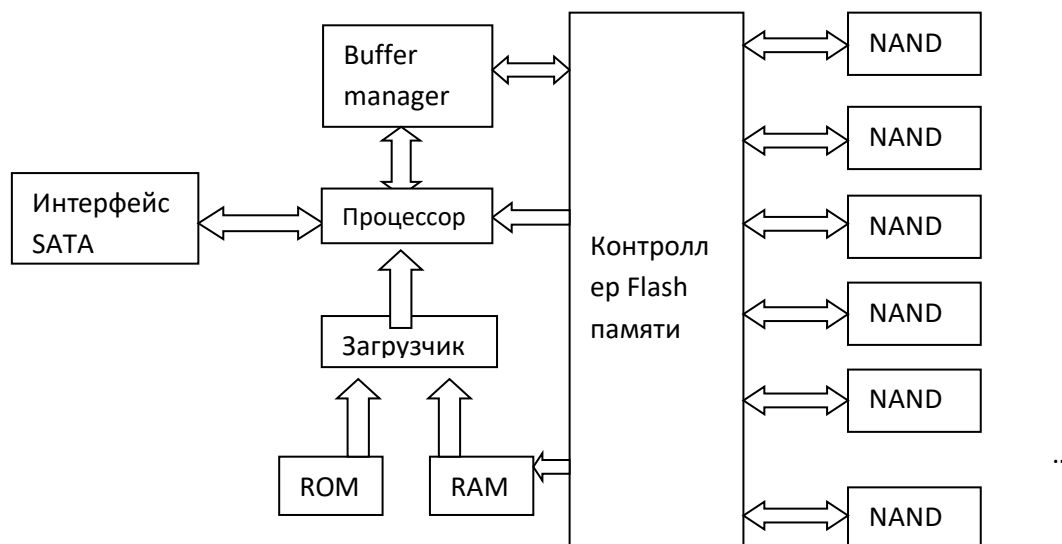 Buffer
manager
Интерфейс
SATA
Процессор
Загрузчик
ROM
RAM
Контролл
ер Flash
памяти
NAND
NAND
NAND
NAND
NAND
NAND
..